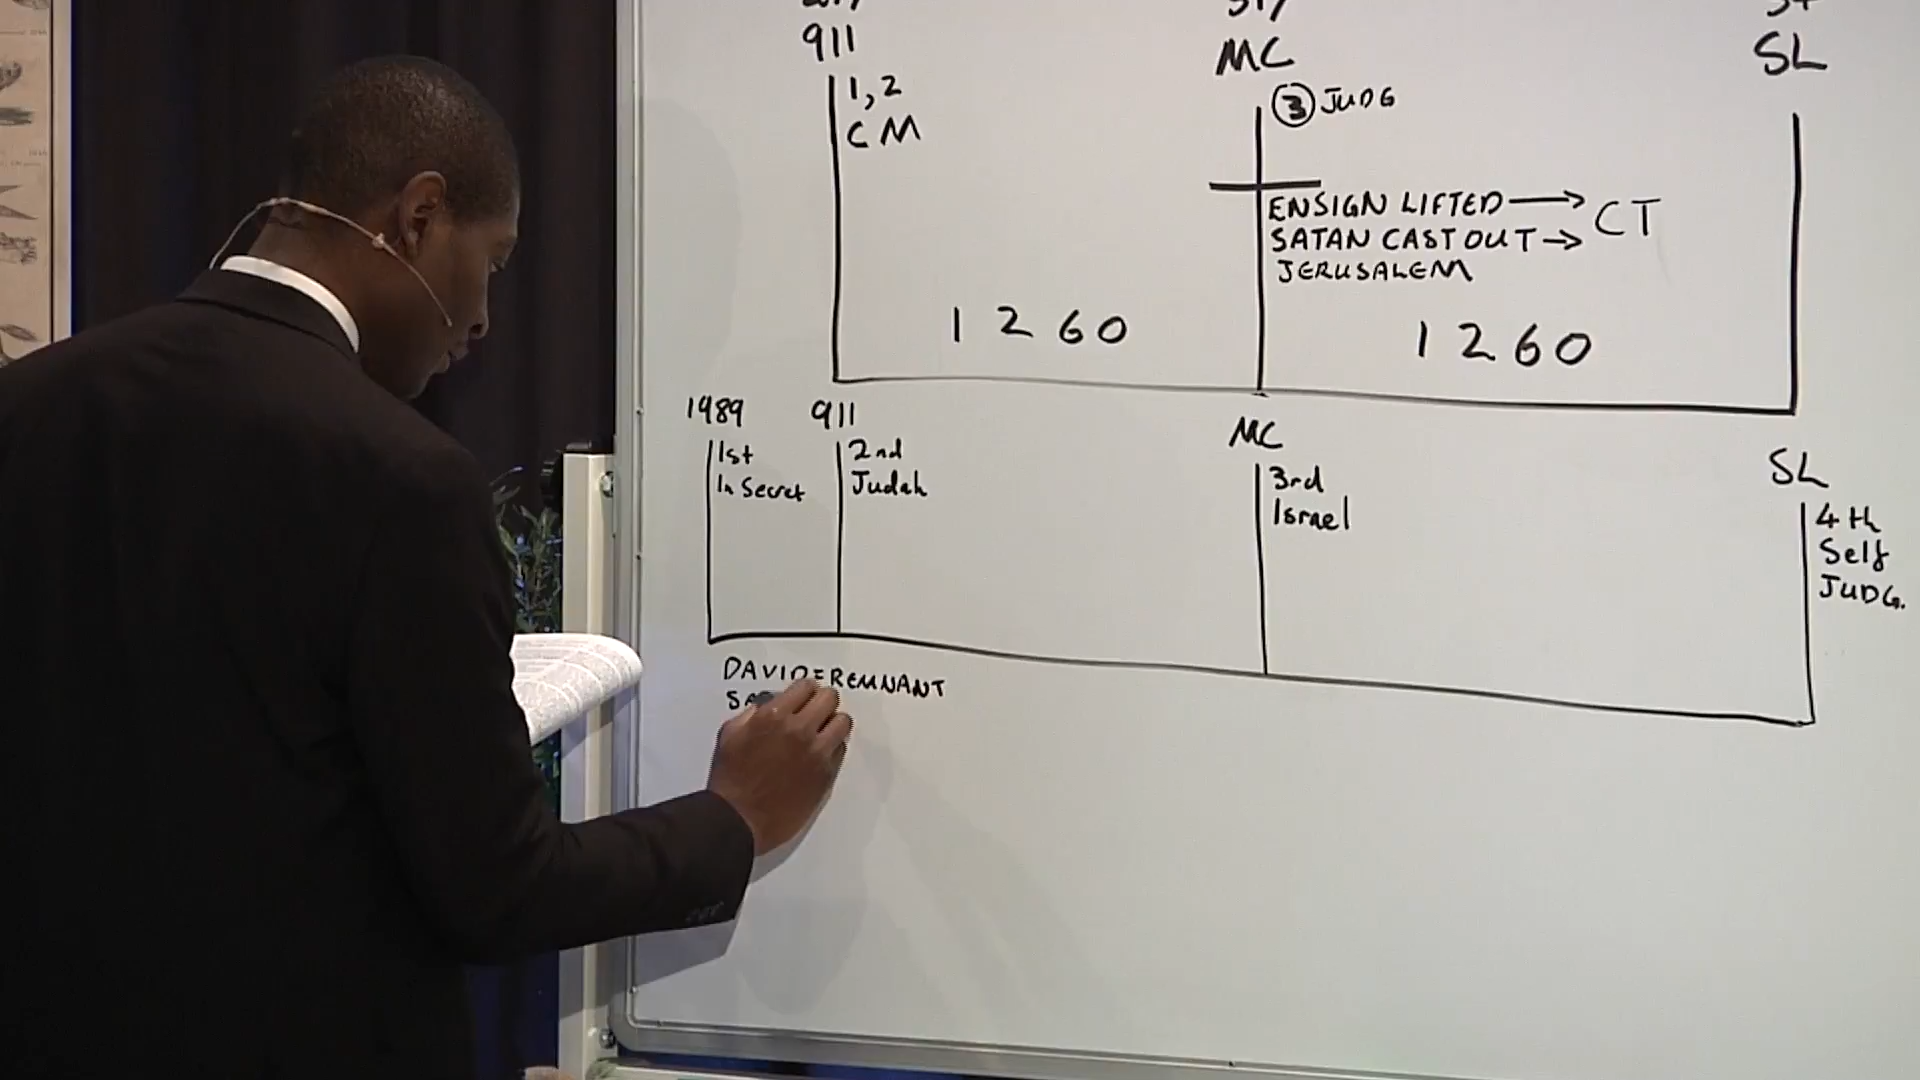 911 MC SL
1, 2 3 JUDG
CM
ENSIGN LIFTED → CT
SATAN CAST OUT →
JERUSALEM
1260 1260
1989 911 MC SL
1st 2nd 3rd 4th
In Secret Judah Israel Self
JUDG.
DAVID=REMNANT